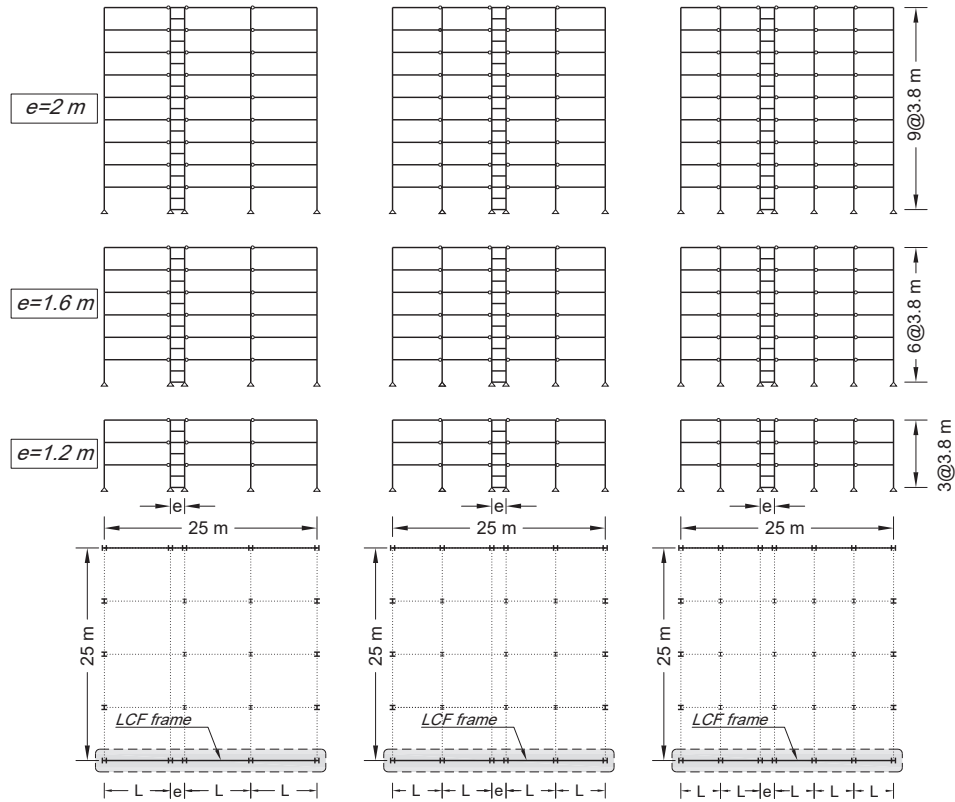 e=2 m
9@3.8 m
e=1.6 m
6@3.8 m
e=1.2 m
3@3.8 m
e e e
25 m 25 m 25 m
25 m 25 m 25 m
LCF frame LCF frame LCF frame
L e L L L L e L L L L e L L L